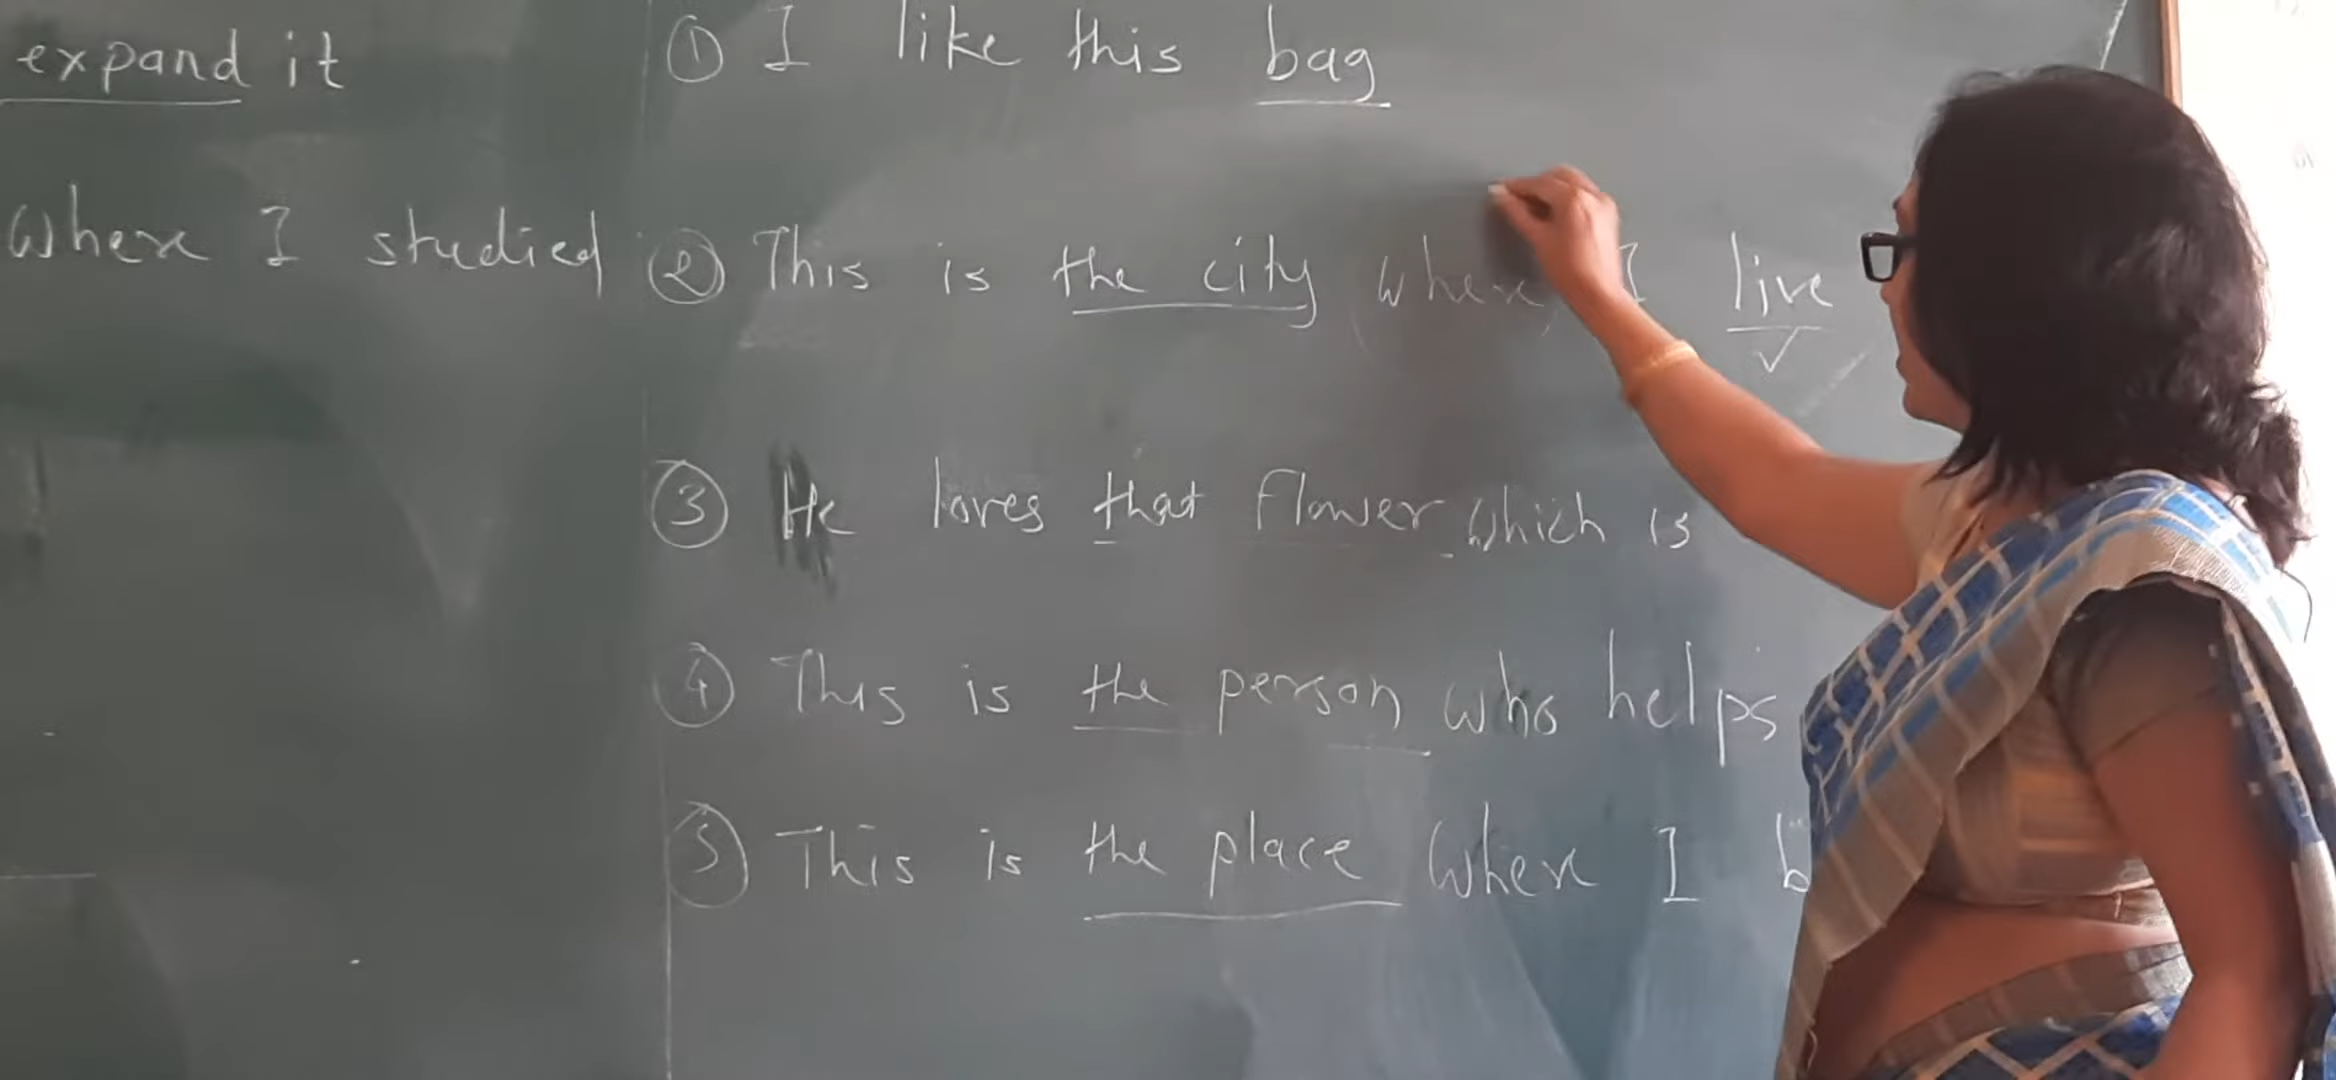 expand it
where I studied
① I like this bag
② This is the city where I live
③ He loves that flower which is
④ This is the person who helps
⑤ This is the place where I b